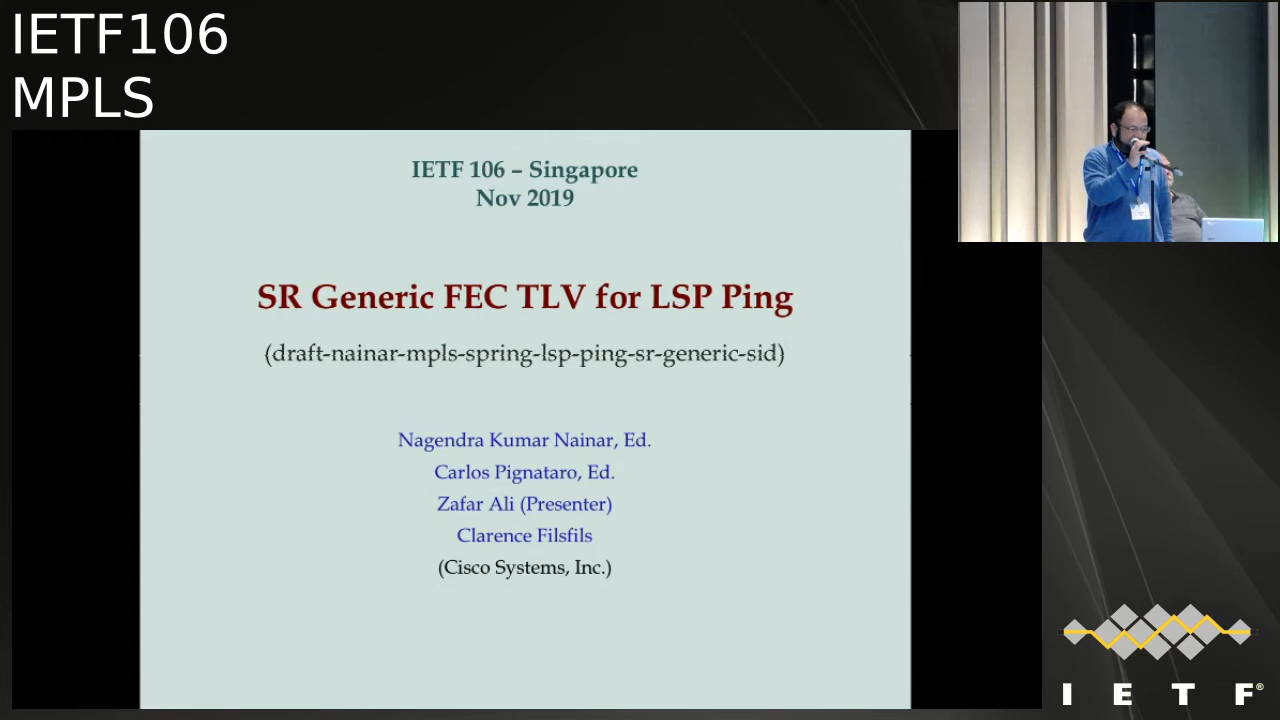 IETF106
MPLS
IETF 106 – Singapore
Nov 2019
SR Generic FEC TLV for LSP Ping
(draft-nainar-mpls-spring-lsp-ping-sr-generic-sid)
Nagendra Kumar Nainar, Ed.
Carlos Pignataro, Ed.
Zafar Ali (Presenter)
Clarence Filsfils
(Cisco Systems, Inc.)
I E T F®